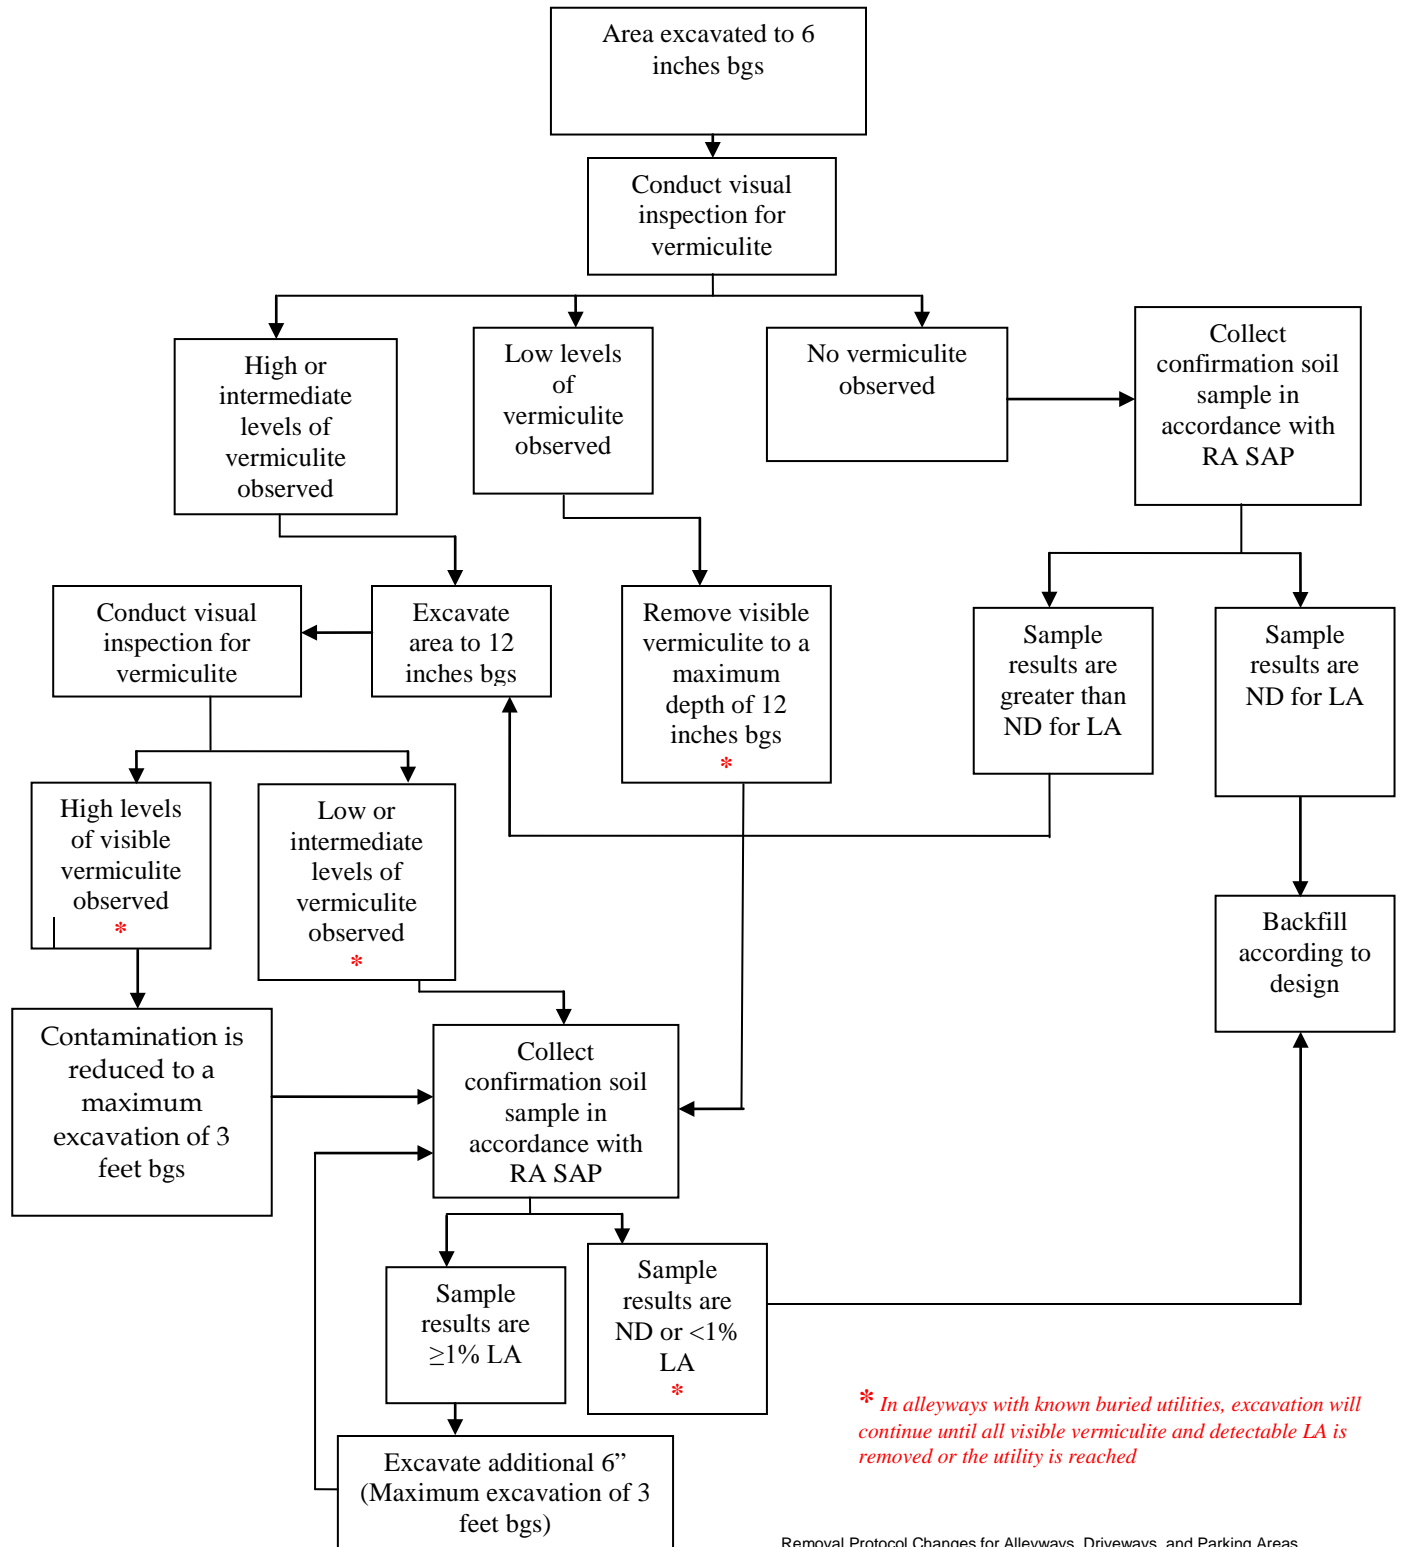 Area excavated to 6
inches bgs
Conduct visual
inspection for
vermiculite
High or
intermediate
levels of
vermiculite
observed
Low levels
of
vermiculite
observed
No vermiculite
observed
Collect
confirmation soil
sample in
accordance with
RA SAP
Conduct visual
inspection for
vermiculite
Excavate
area to 12
inches bgs
Remove visible
vermiculite to a
maximum
depth of 12
inches bgs
*
Sample
results are
greater than
ND for LA
Sample
results are
ND for LA
High levels
of visible
vermiculite
observed
*
Low or
intermediate
levels of
vermiculite
observed
*
Backfill
according to
design
Contamination is
reduced to a
maximum
excavation of 3
feet bgs
Collect
confirmation soil
sample in
accordance with
RA SAP
Sample
results are
≥1% LA
Sample
results are
ND or <1%
LA
*
* In alleyways with known buried utilities, excavation will
continue until all visible vermiculite and detectable LA is
removed or the utility is reached
Excavate additional 6”
(Maximum excavation of 3
feet bgs)
Removal Protocol Changes for Alleyways, Driveways, and Parking Areas